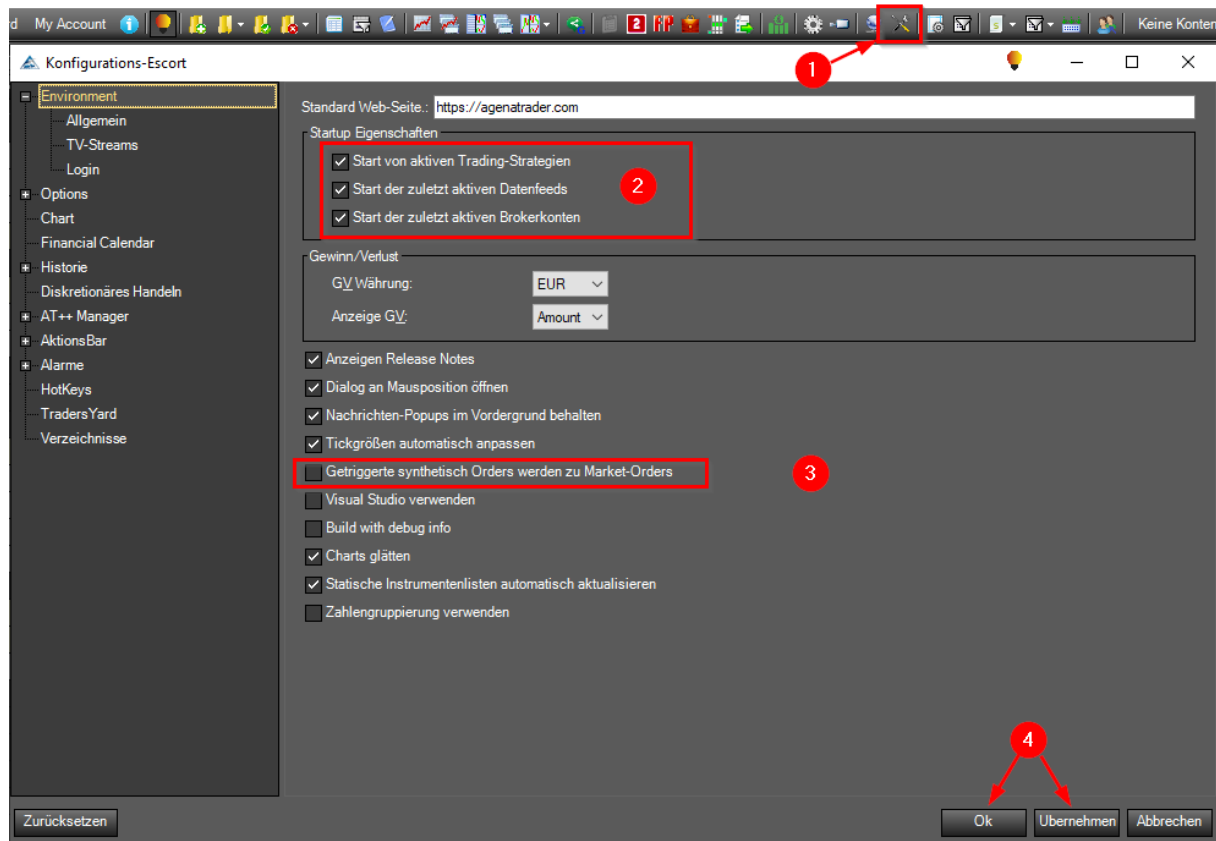 d My Account Keine Konten
1
Konfigurations-Escort
Environment
Allgemein
TV-Streams
Login
Options
Chart
Financial Calendar
Historie
Diskretionäres Handeln
AT++ Manager
AktionsBar
Alarme
HotKeys
TradersYard
Verzeichnisse
Standard Web-Seite.: https://agenatrader.com
Startup Eigenschaften
Start von aktiven Trading-Strategien
Start der zuletzt aktiven Datenfeeds
2
Start der zuletzt aktiven Brokerkonten
Gewinn/Verlust
GV Währung: EUR
Anzeige GV: Amount
Anzeigen Release Notes
Dialog an Mausposition öffnen
Nachrichten-Popups im Vordergrund behalten
Tickgrößen automatisch anpassen
Getriggerte synthetisch Orders werden zu Market-Orders
3
Visual Studio verwenden
Build with debug info
Charts glätten
Statische Instrumentenlisten automatisch aktualisieren
Zahlengruppierung verwenden
4
Zurücksetzen Ok Übernehmen Abbrechen